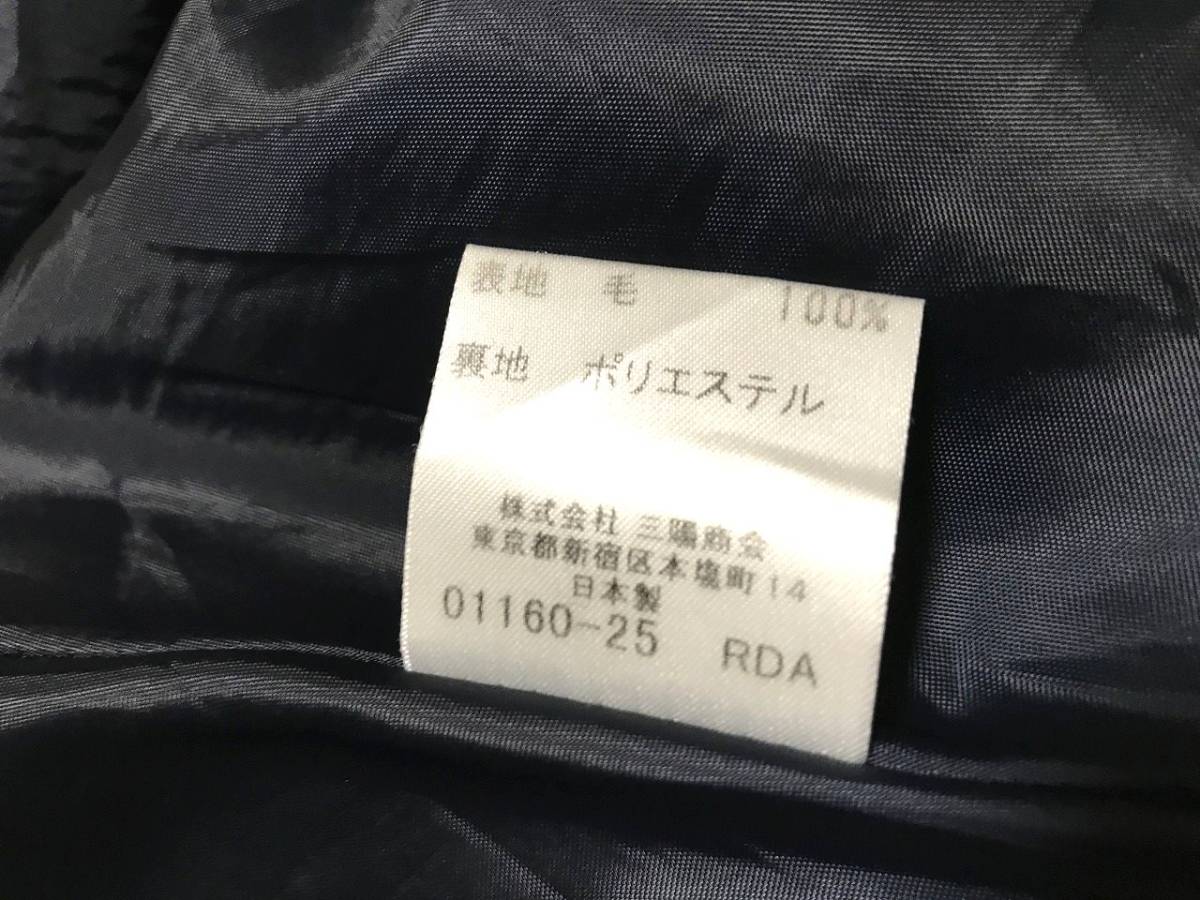 表地 毛 100%
裏地 ポリエステル
株式会社 三陽商会
東京都新宿区本塩町14
日本製
01160-25 RDA